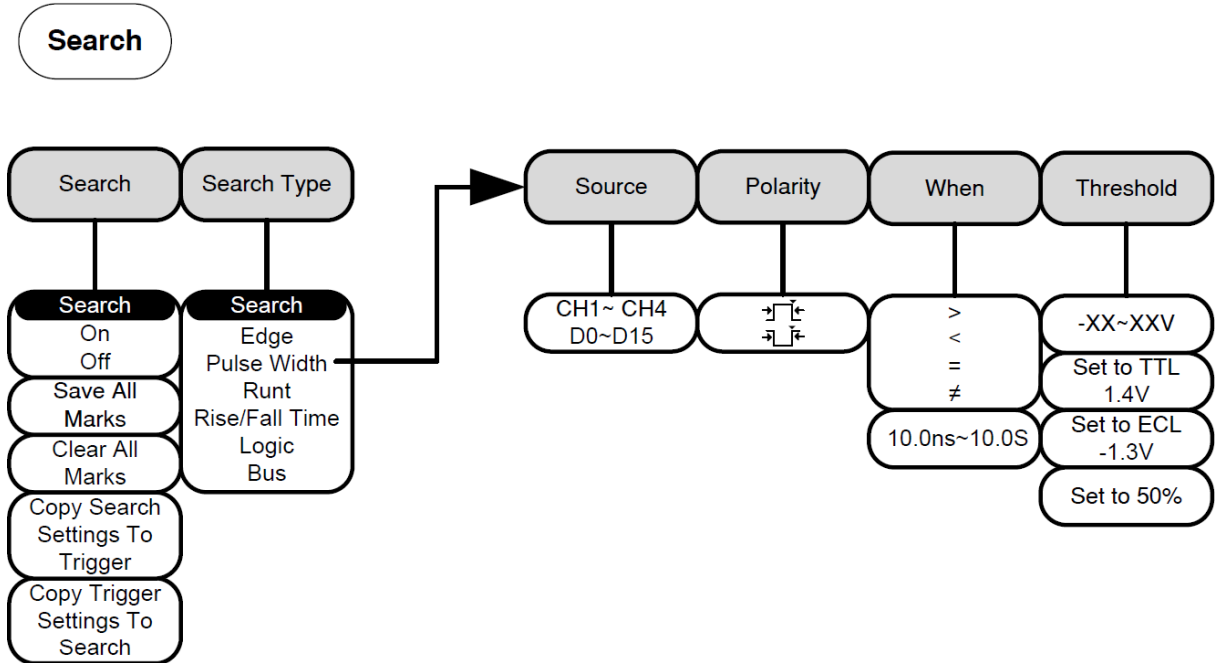 Search
Search
Search Type
Source
Polarity
When
Threshold
Search
On
Off
Save All
Marks
Clear All
Marks
Copy Search
Settings To
Trigger
Copy Trigger
Settings To
Search
Search
Edge
Pulse Width
Runt
Rise/Fall Time
Logic
Bus
CH1~ CH4
D0~D15
>
<
=
≠
10.0ns~10.0S
-XX~XXV
Set to TTL
1.4V
Set to ECL
-1.3V
Set to 50%